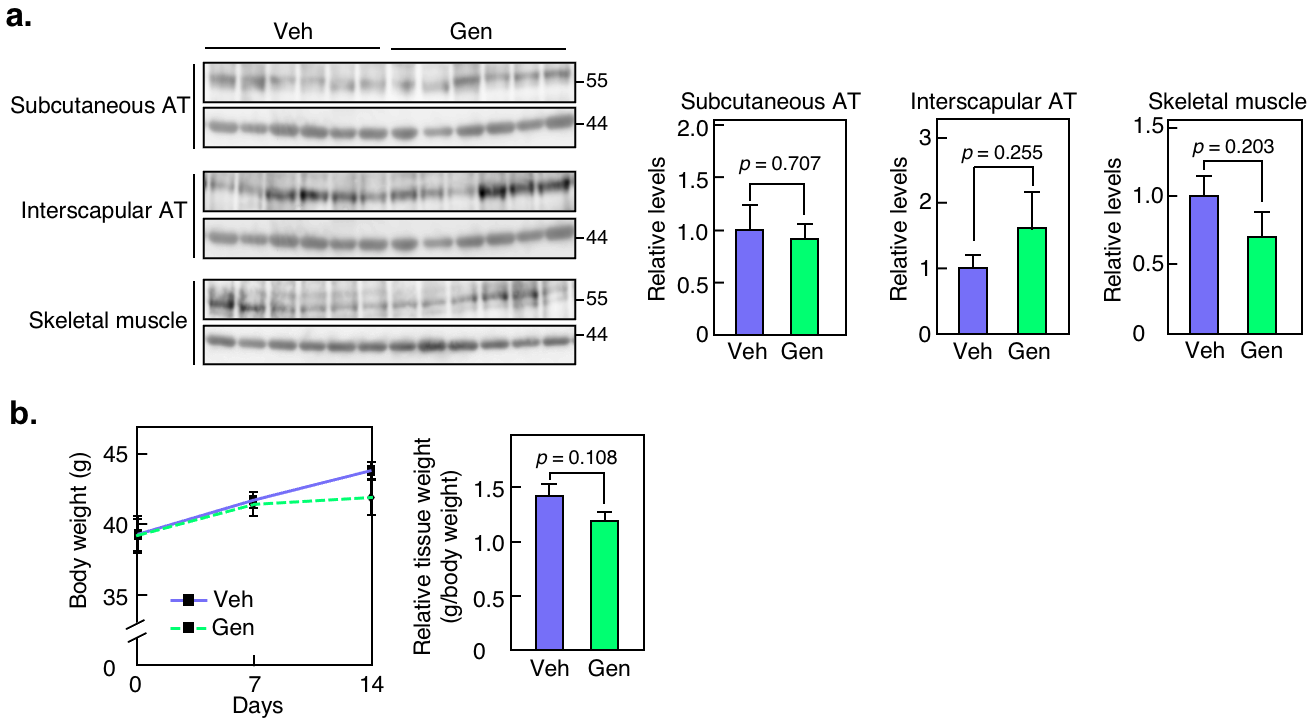 a.
Veh Gen
Subcutaneous AT
55
44
Interscapular AT
44
Skeletal muscle
55
44
Subcutaneous AT
Relative levels
2.0
1.5
1.0
0.5
0
p = 0.707
Veh Gen
Interscapular AT
Relative levels
3
2
1
0
p = 0.255
Veh Gen
Skeletal muscle
Relative levels
1.5
1.0
0.5
0
p = 0.203
Veh Gen
b.
Body weight (g)
45
40
35
0
Veh
Gen
0 7 14
Days
Relative tissue weight
(g/body weight)
1.5
1.0
0.5
0
p = 0.108
Veh Gen